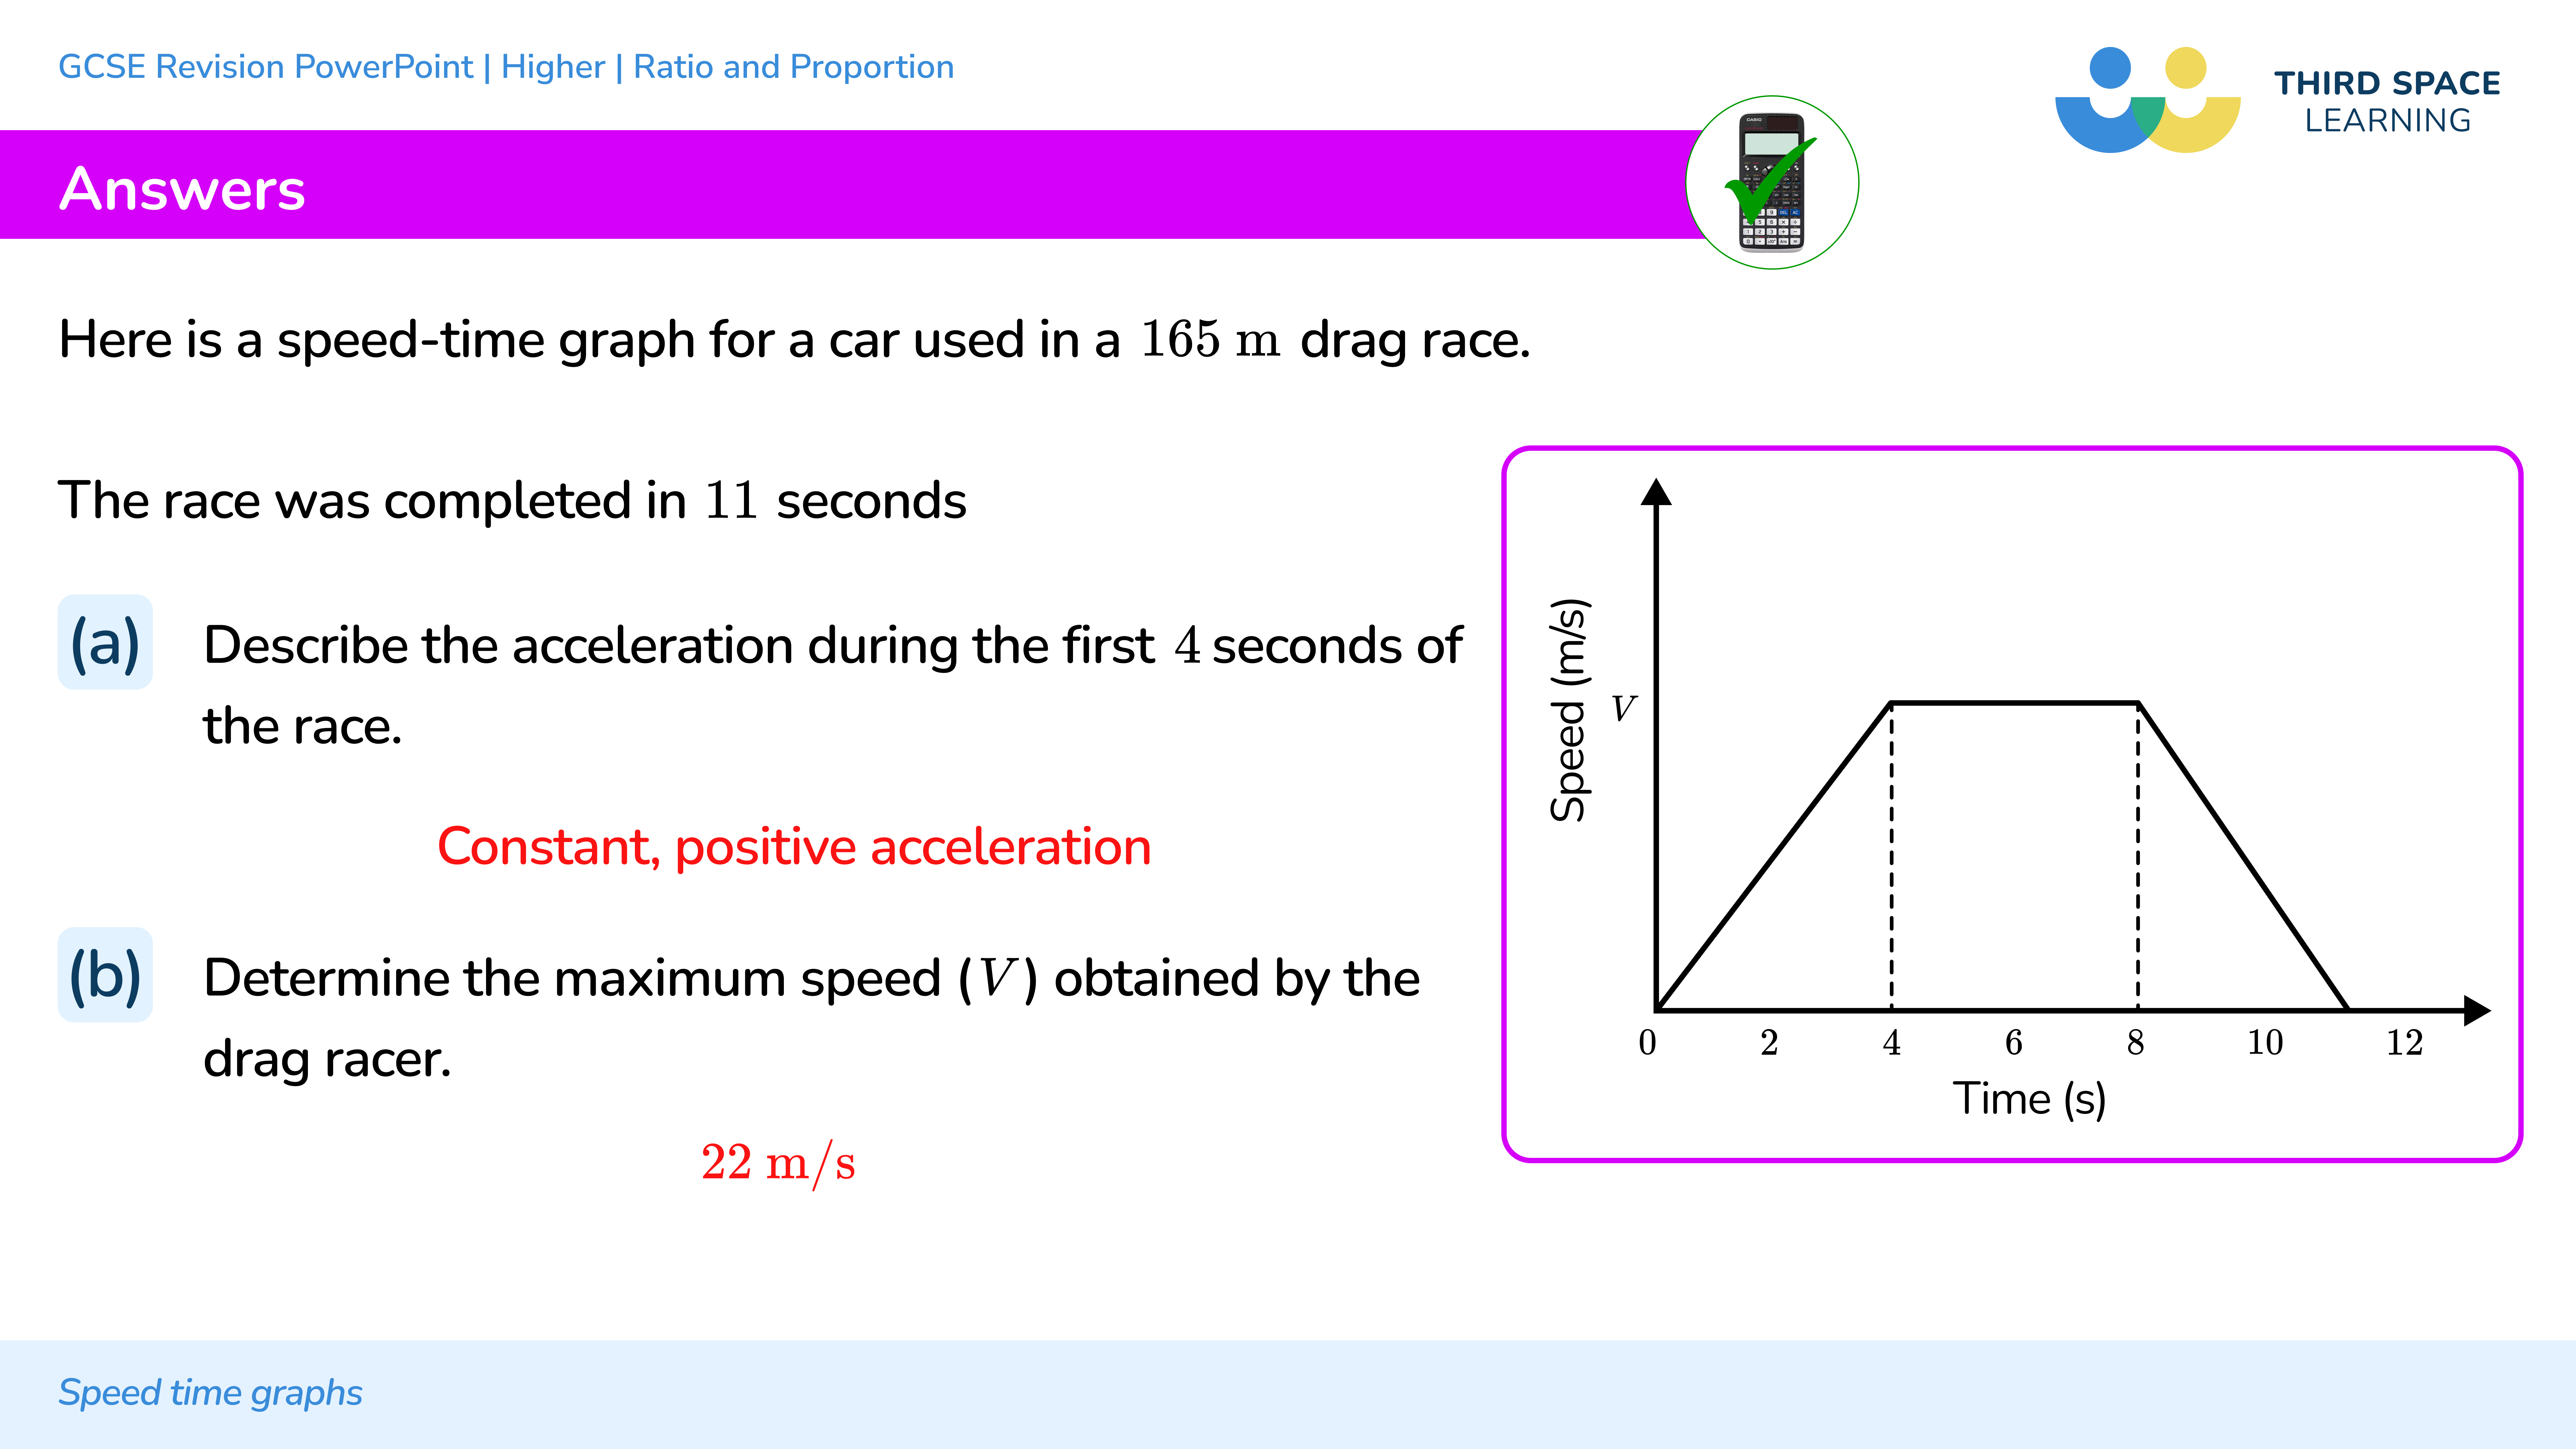 GCSE Revision PowerPoint | Higher | Ratio and Proportion
THIRD SPACE
LEARNING
Answers
Here is a speed-time graph for a car used in a 165 m drag race.
The race was completed in 11 seconds
(a) Describe the acceleration during the first 4 seconds of
the race.
Constant, positive acceleration
(b) Determine the maximum speed (V) obtained by the
drag racer.
22 m/s
Speed (m/s)
V
0 2 4 6 8 10 12
Time (s)
Speed time graphs